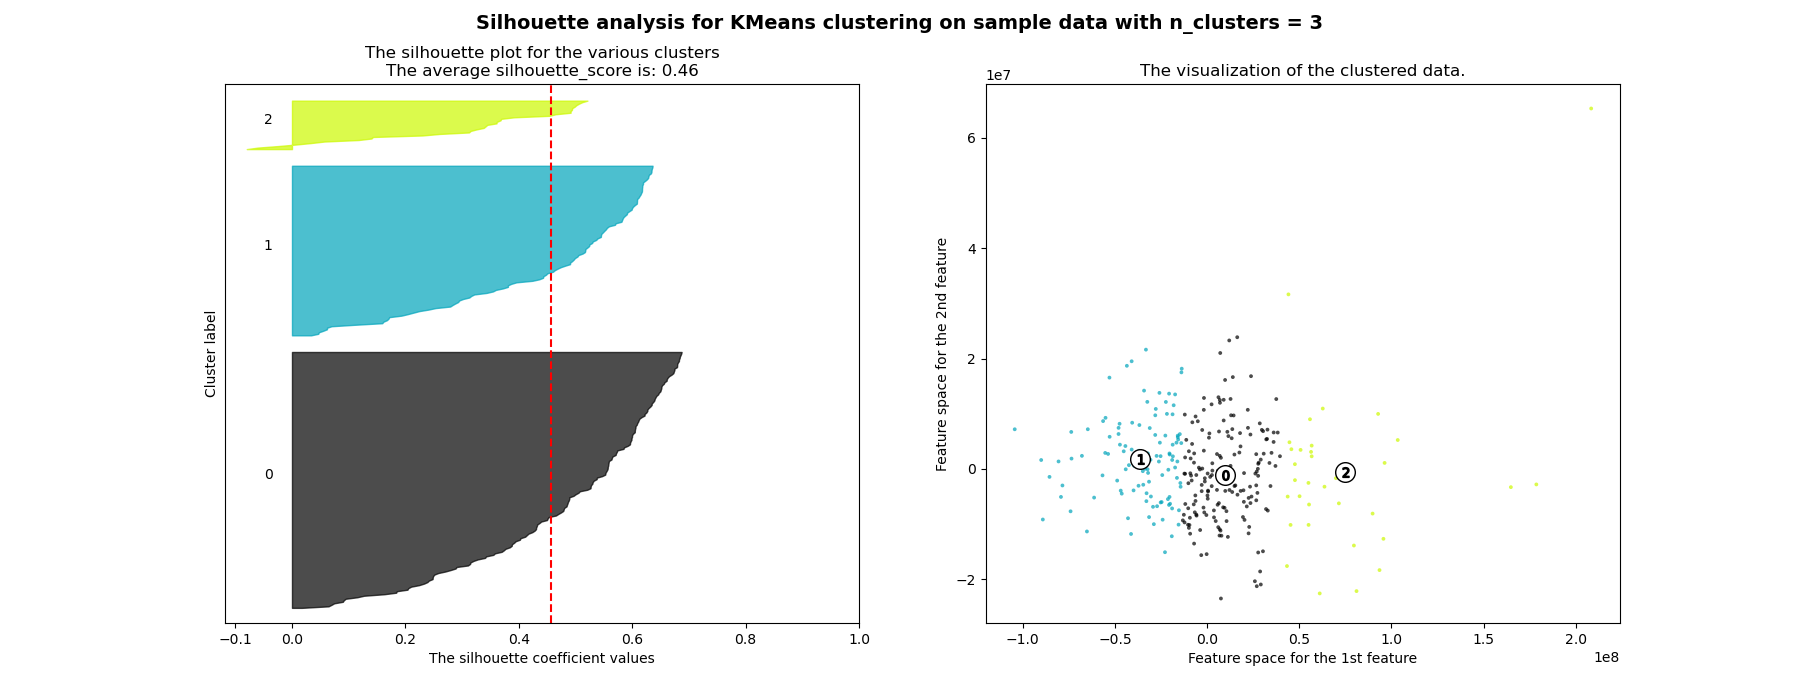 Silhouette analysis for KMeans clustering on sample data with n_clusters = 3
The silhouette plot for the various clusters
The average silhouette_score is: 0.46
2
1
0
Cluster label
−0.1 0.0 0.2 0.4 0.6 0.8 1.0
The silhouette coefficient values
The visualization of the clustered data.
1e7
6
4
2
0
−2
Feature space for the 2nd feature
1 0 2
−1.0 −0.5 0.0 0.5 1.0 1.5 2.0
1e8
Feature space for the 1st feature